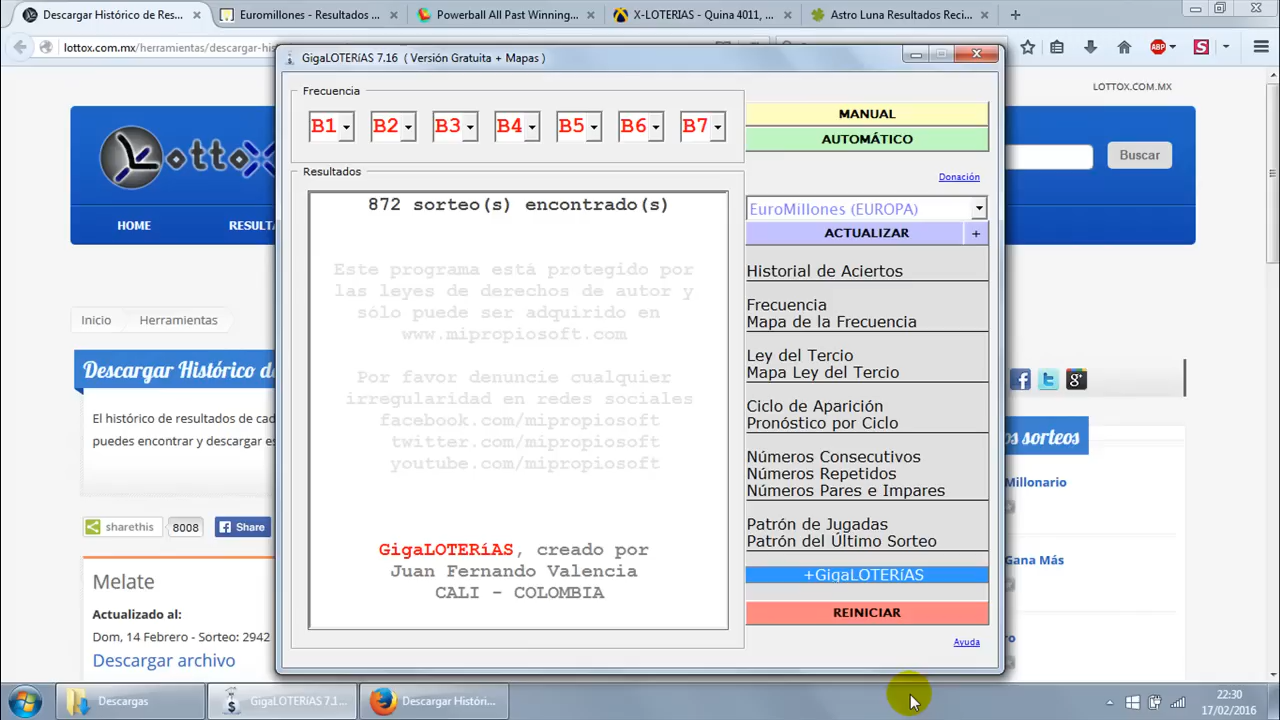 Descargar Histórico de Res...
Euromillones - Resultados ...
Powerball All Past Winning...
X-LOTERIAS - Quina 4011, ...
Astro Luna Resultados Reci...
lottox.com.mx/herramientas/descargar-his
ABP
S
GigaLOTERíAS 7.16 ( Versión Gratuita + Mapas )
LOTTOX.COM.MX
Frecuencia
B1 B2 B3 B4 B5 B6 B7
MANUAL
AUTOMÁTICO
LottoX
Buscar
Resultados
Donación
872 sorteo(s) encontrado(s)
EuroMillones (EUROPA)
ACTUALIZAR +
HOME
RESULT
Este programa está protegido por
las leyes de derechos de autor y
sólo puede ser adquirido en
www.mipropiosoft.com
Por favor denuncie cualquier
irregularidad en redes sociales
facebook.com/mipropiosoft
twitter.com/mipropiosoft
youtube.com/mipropiosoft
GigaLOTERíAS, creado por
Juan Fernando Valencia
CALI - COLOMBIA
Historial de Aciertos
Frecuencia
Mapa de la Frecuencia
Ley del Tercio
Mapa Ley del Tercio
Ciclo de Aparición
Pronóstico por Ciclo
Números Consecutivos
Números Repetidos
Números Pares e Impares
Patrón de Jugadas
Patrón del Último Sorteo
+GigaLOTERíAS
REINICIAR
Ayuda
Inicio
Herramientas
Descargar Histórico d
El histórico de resultados de cad
puedes encontrar y descargar es
sharethis
8008
Share
Melate
Actualizado al:
Dom, 14 Febrero - Sorteo: 2942
Descargar archivo
os sorteos
Millonario
Gana Más
ro
Descargas
GigaLOTERíAS 7.1...
Descargar Históri...
22:30
17/02/2016